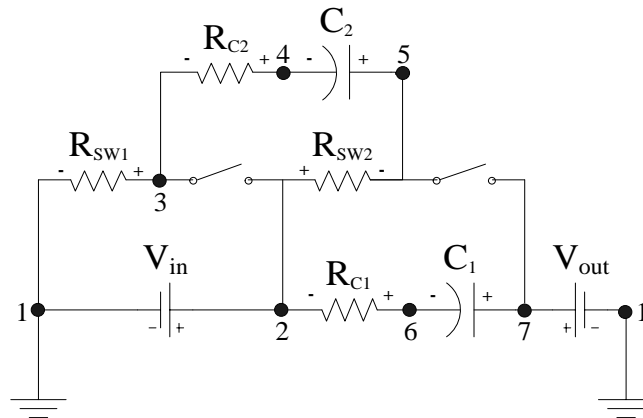 C2
RC2 4 5
- + - +
RSW1 RSW2
- + + -
3
Vin RC1 C1 Vout
- + - +
1 - + 2 6 7 + - 1